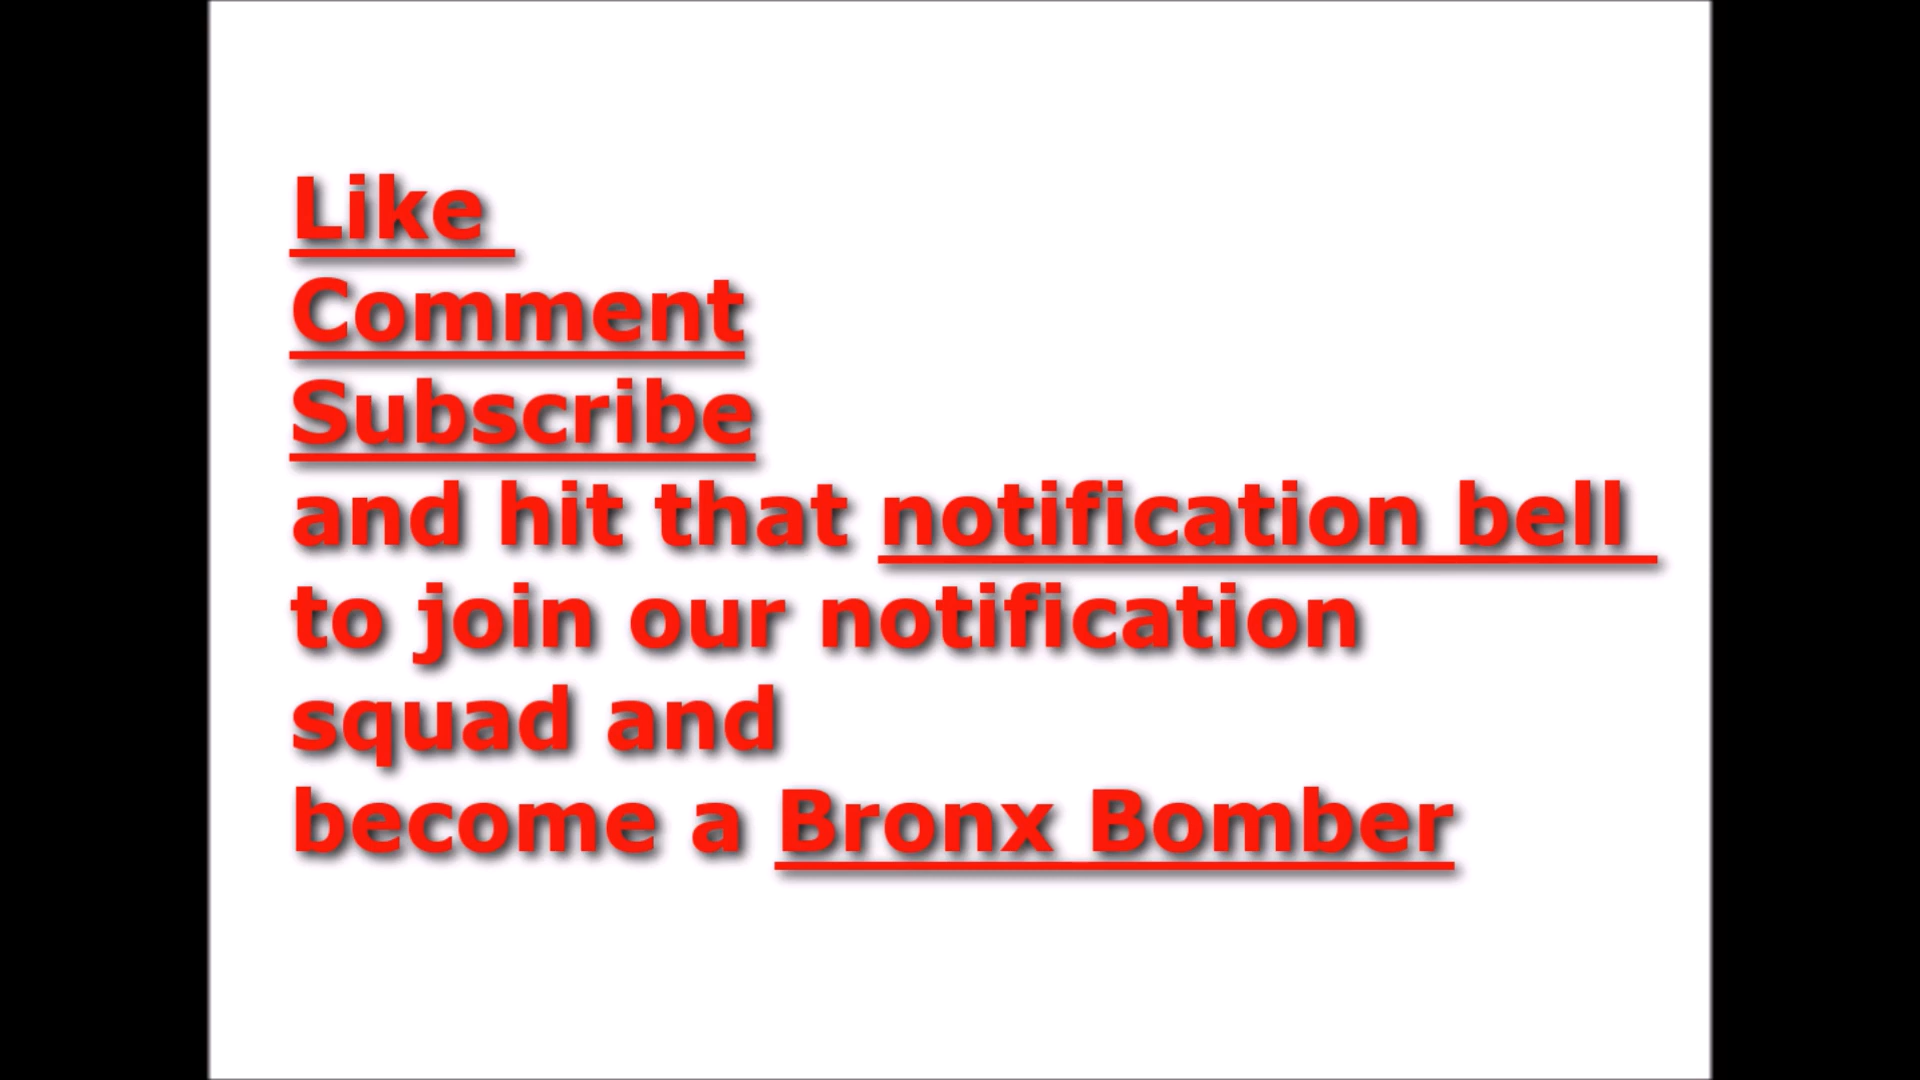 Like
Comment
Subscribe
and hit that notification bell
to join our notification
squad and
become a Bronx Bomber